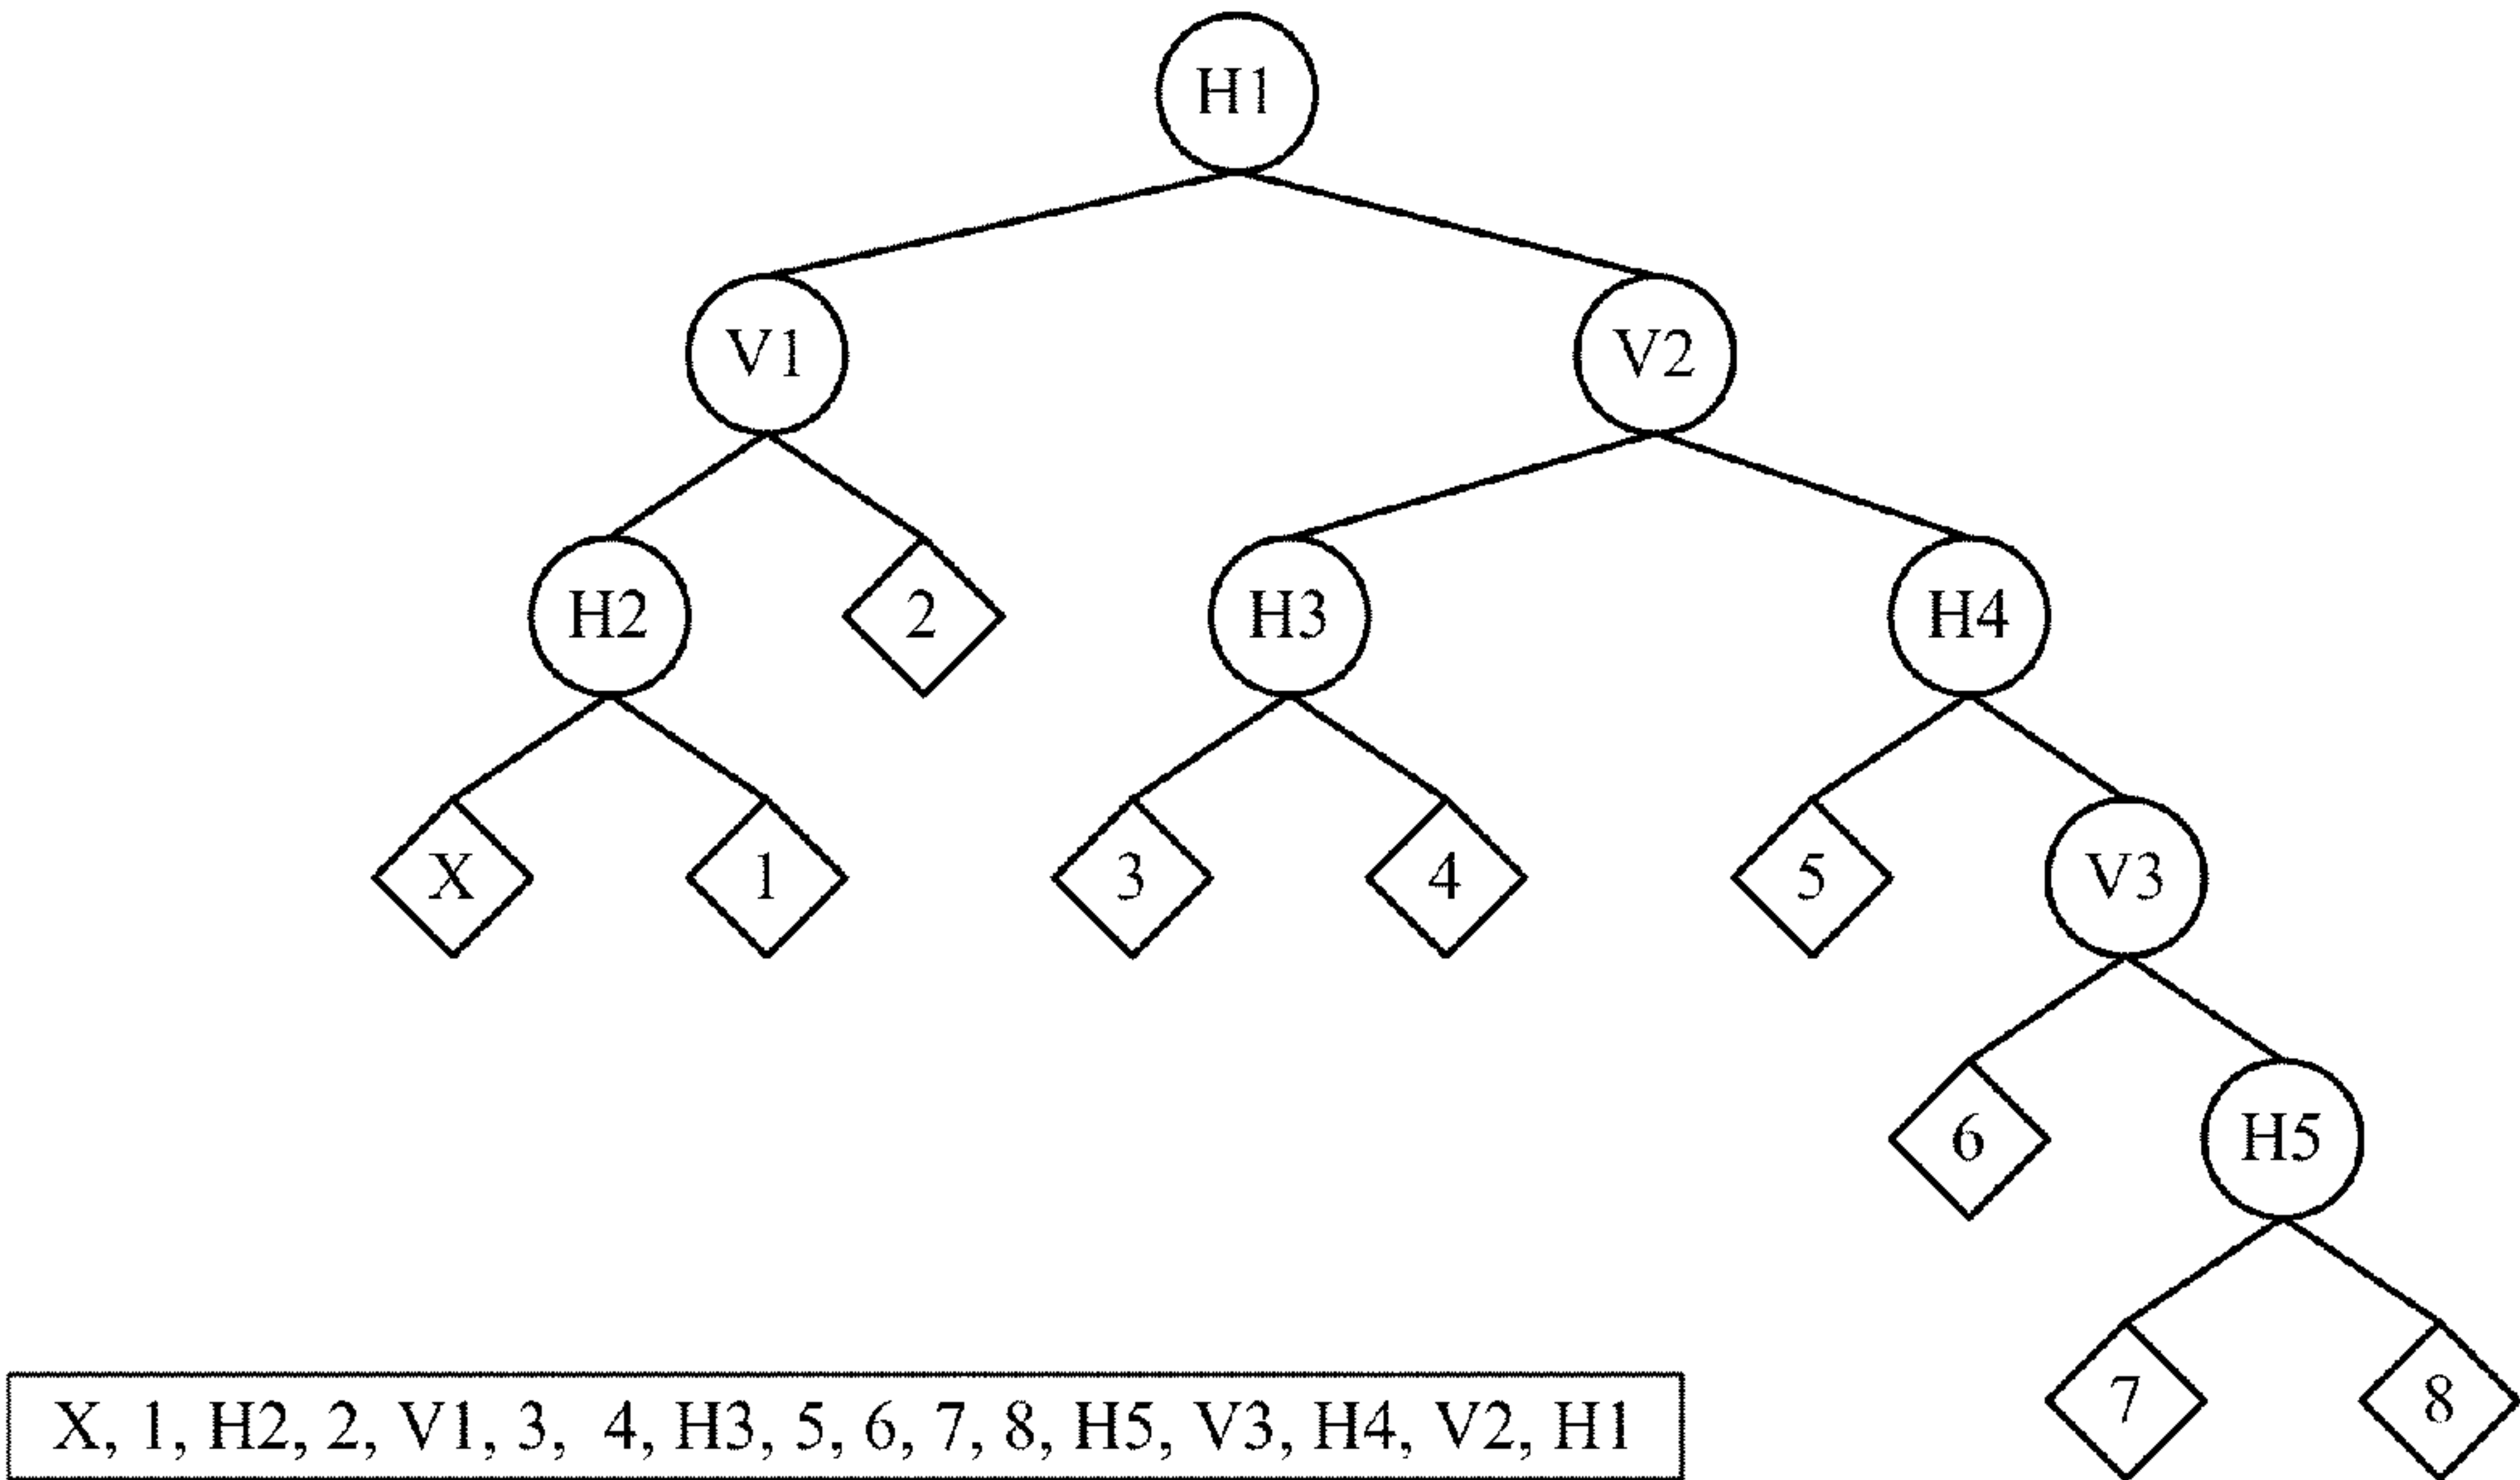 H1
V1 V2
H2 2 H3 H4
X 1 3 4 5 V3
6 H5
7 8
X, 1, H2, 2, V1, 3, 4, H3, 5, 6, 7, 8, H5, V3, H4, V2, H1